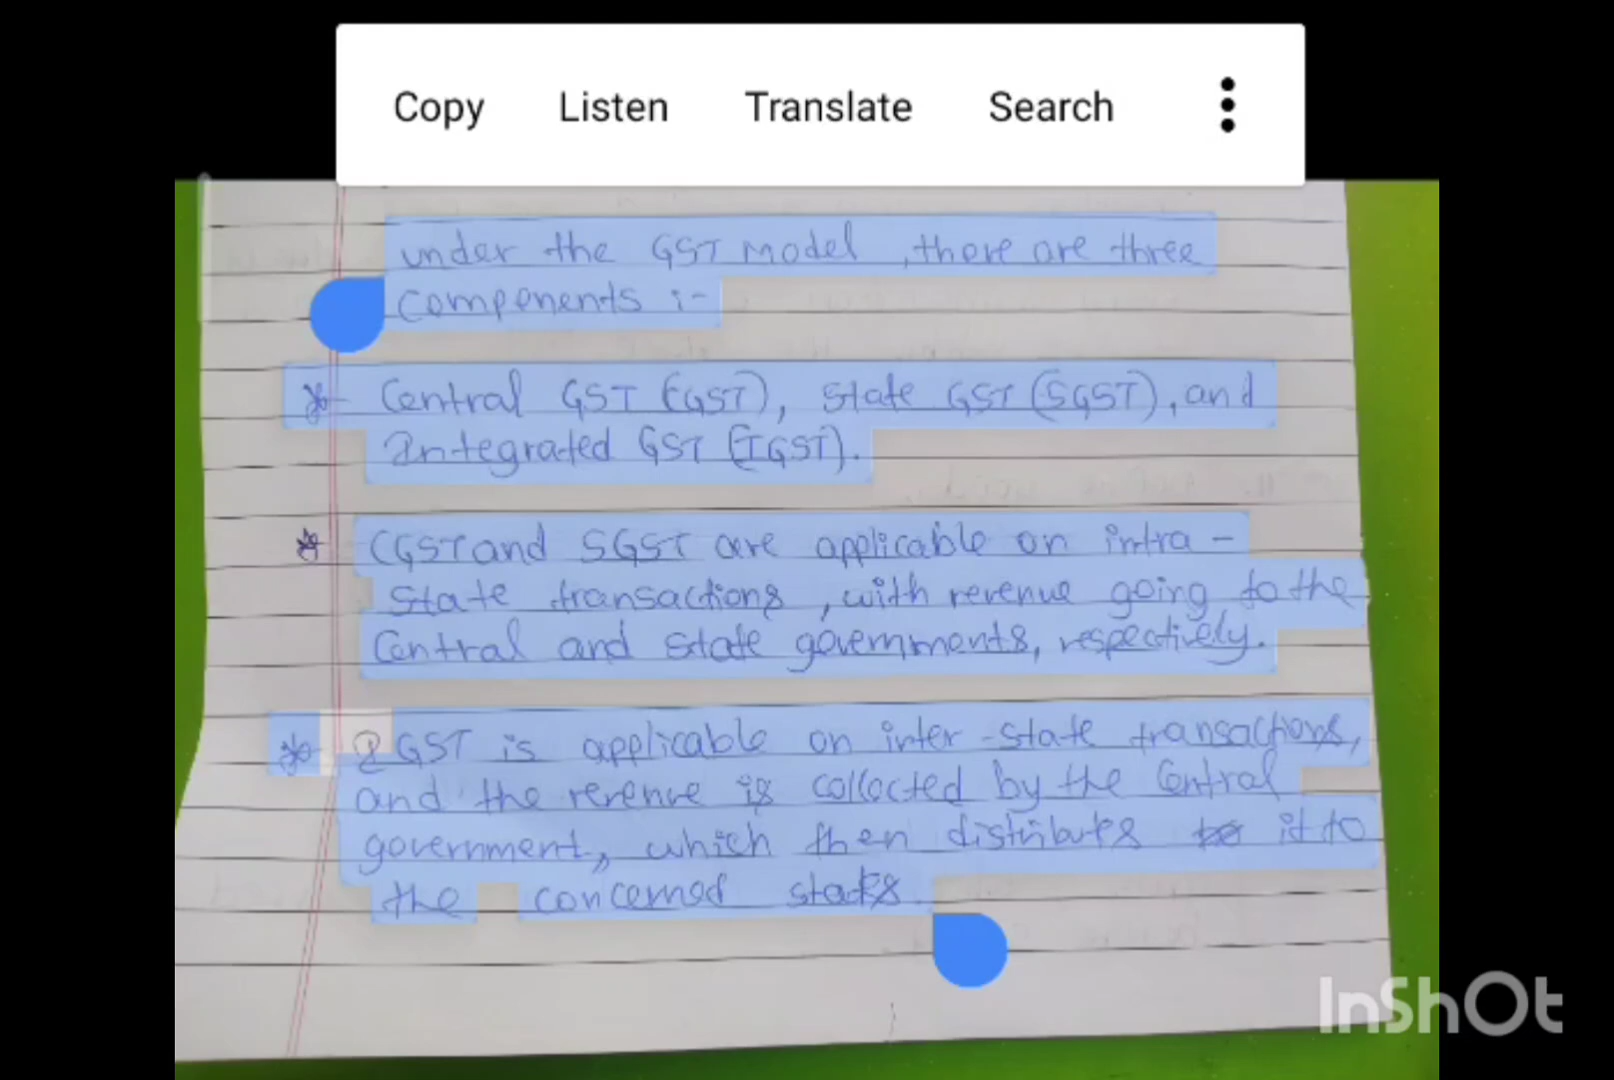 Copy Listen Translate Search
under the GST model, there are three
components :-
* Central GST (CGST), State GST (SGST), and
Integrated GST (IGST).
* CGST and SGST are applicable on intra-
state transactions, with revenue going to the
Central and state governments, respectively.
* IGST is applicable on inter-state transactions,
and the revenue is collected by the Central
government, which then distributes it to
the concerned states
InShOt